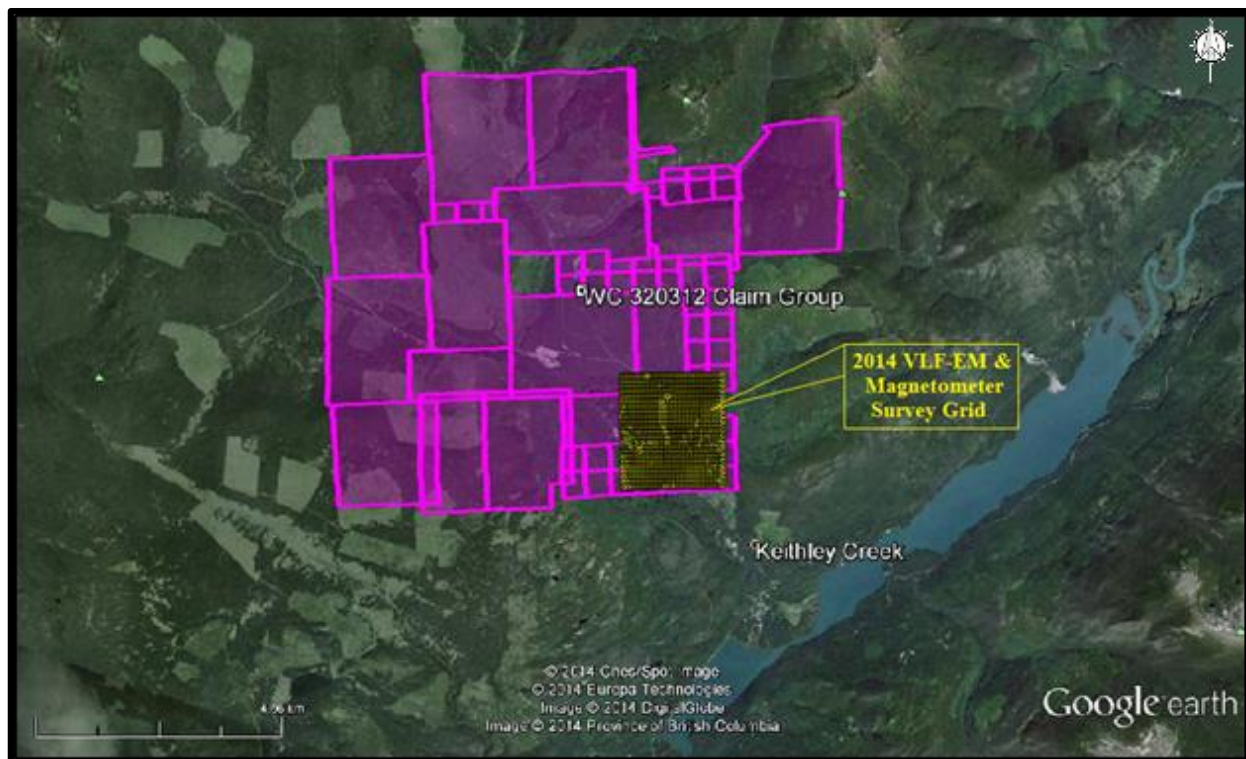 WC 320312 Claim Group
2014 VLF-EM &
Magnetometer
Survey Grid
Keithley Creek
© 2014 Cnes/Spot Image
© 2014 Europa Technologies
Image © 2014 DigitalGlobe
Image © 2014 Province of British Columbia
Google earth